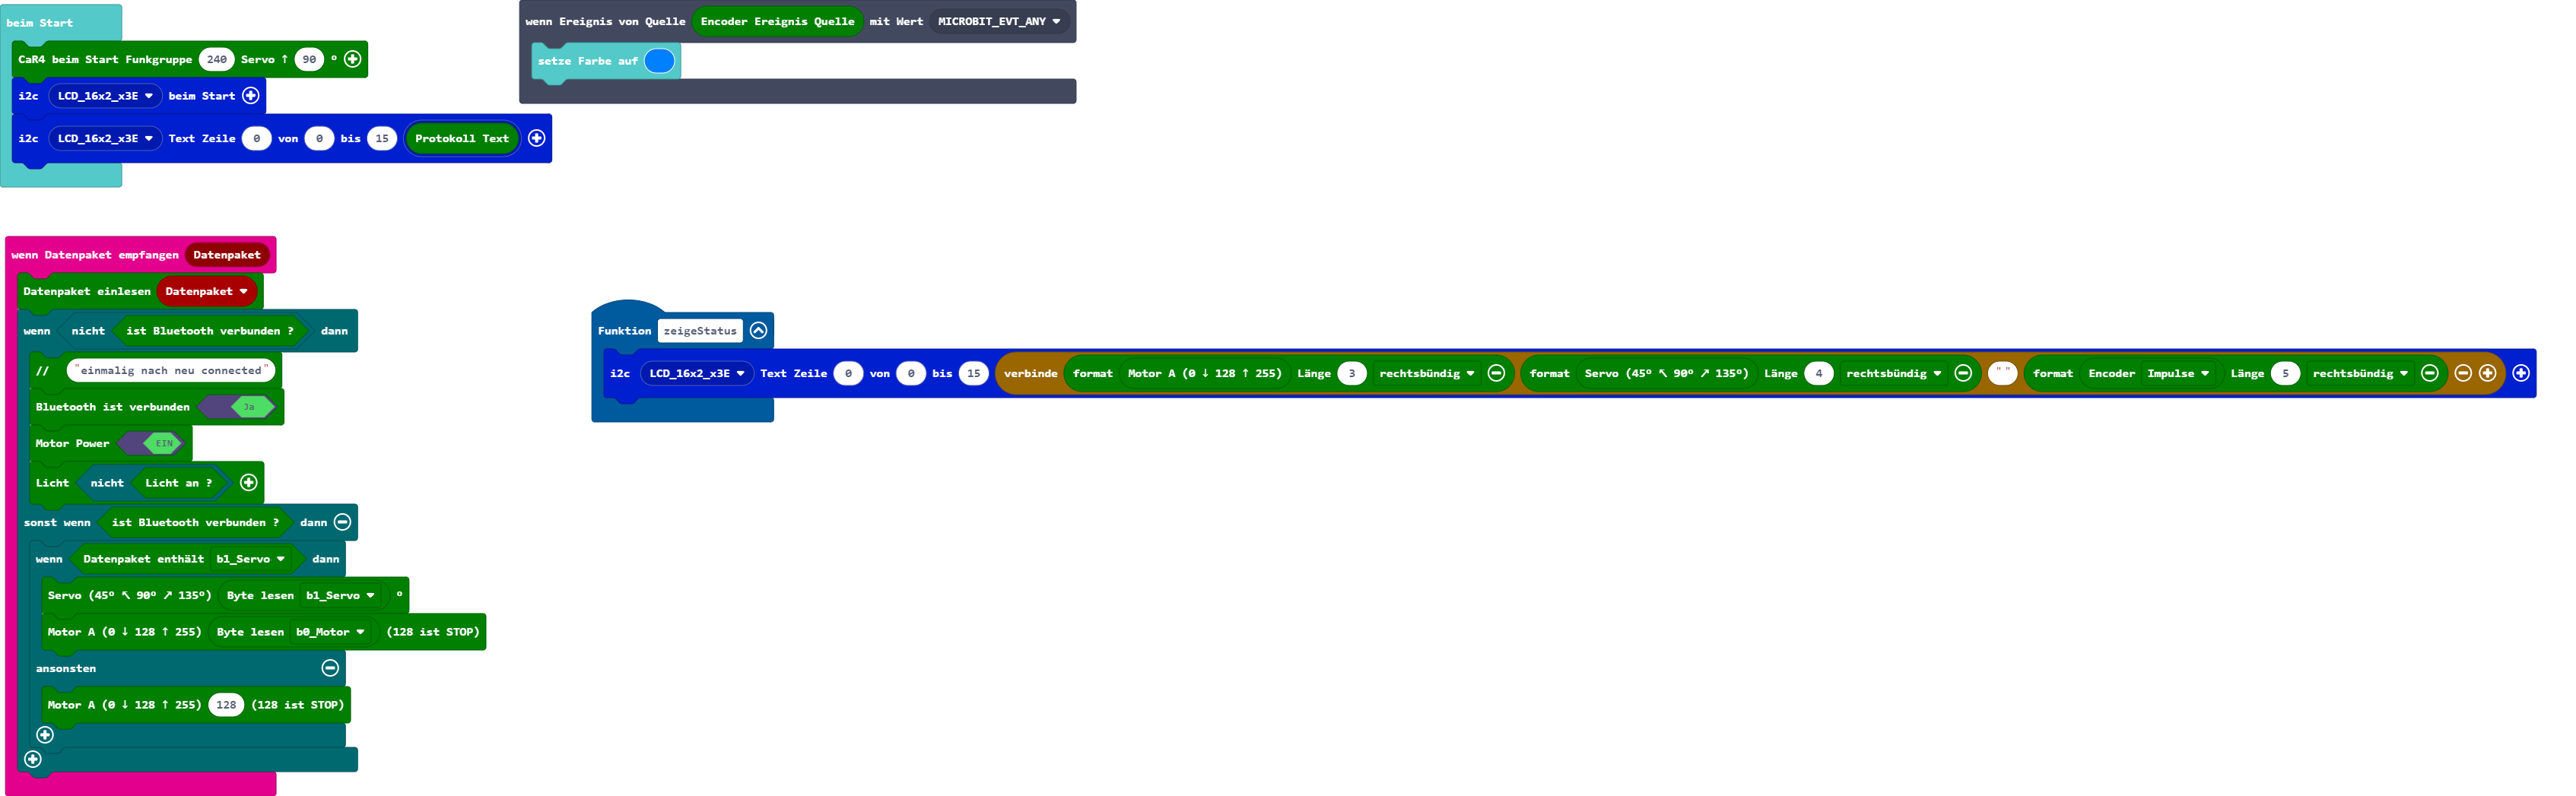 beim Start
CaR4 beim Start Funkgruppe 240 Servo ↑ 90 °
i2c LCD_16x2_x3E beim Start
i2c LCD_16x2_x3E Text Zeile 0 von 0 bis 15 Protokoll Text
wenn Ereignis von Quelle Encoder Ereignis Quelle mit Wert MICROBIT_EVT_ANY
setze Farbe auf
wenn Datenpaket empfangen Datenpaket
Datenpaket einlesen Datenpaket
wenn nicht ist Bluetooth verbunden ? dann
// "einmalig nach neu connected"
Bluetooth ist verbunden Ja
Motor Power EIN
Licht nicht Licht an ?
sonst wenn ist Bluetooth verbunden ? dann
wenn Datenpaket enthält b1_Servo dann
Servo (45° ↖ 90° ↗ 135°) Byte lesen b1_Servo °
Motor A (0 ↓ 128 ↑ 255) Byte lesen b0_Motor (128 ist STOP)
ansonsten
Motor A (0 ↓ 128 ↑ 255) 128 (128 ist STOP)
Funktion zeigeStatus
i2c LCD_16x2_x3E Text Zeile 0 von 0 bis 15 verbinde format Motor A (0 ↓ 128 ↑ 255) Länge 3 rechtsbündig format Servo (45° ↖ 90° ↗ 135°) Länge 4 rechtsbündig " " format Encoder Impulse Länge 5 rechtsbündig